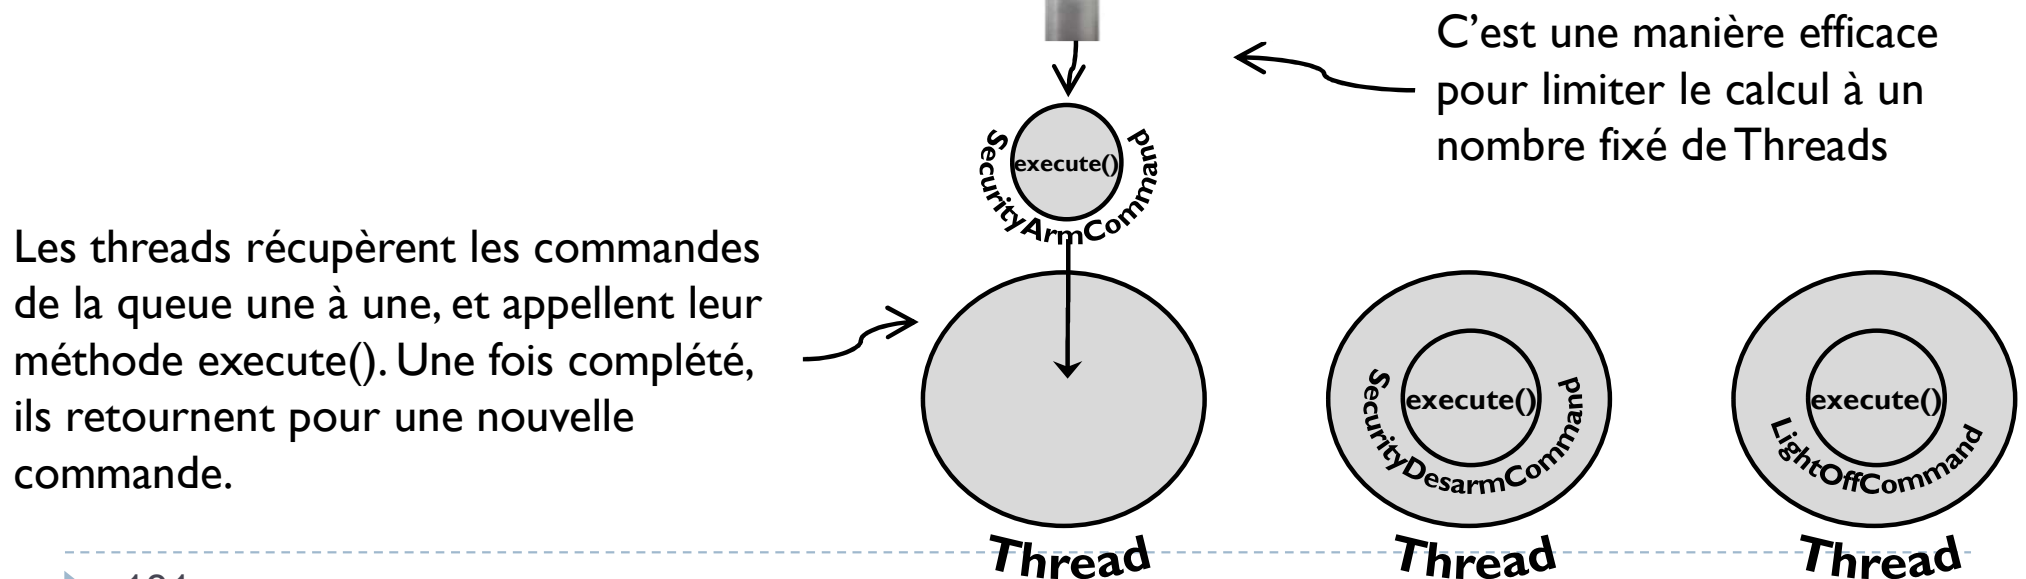 C’est une manière efficace
pour limiter le calcul à un
nombre fixé de Threads
execute()
SecurityArmCommand
Les threads récupèrent les commandes
de la queue une à une, et appellent leur
méthode execute(). Une fois complété,
ils retournent pour une nouvelle
commande.
execute()
SecurityDesarmCommand
execute()
LightOffCommand
Thread
Thread
Thread